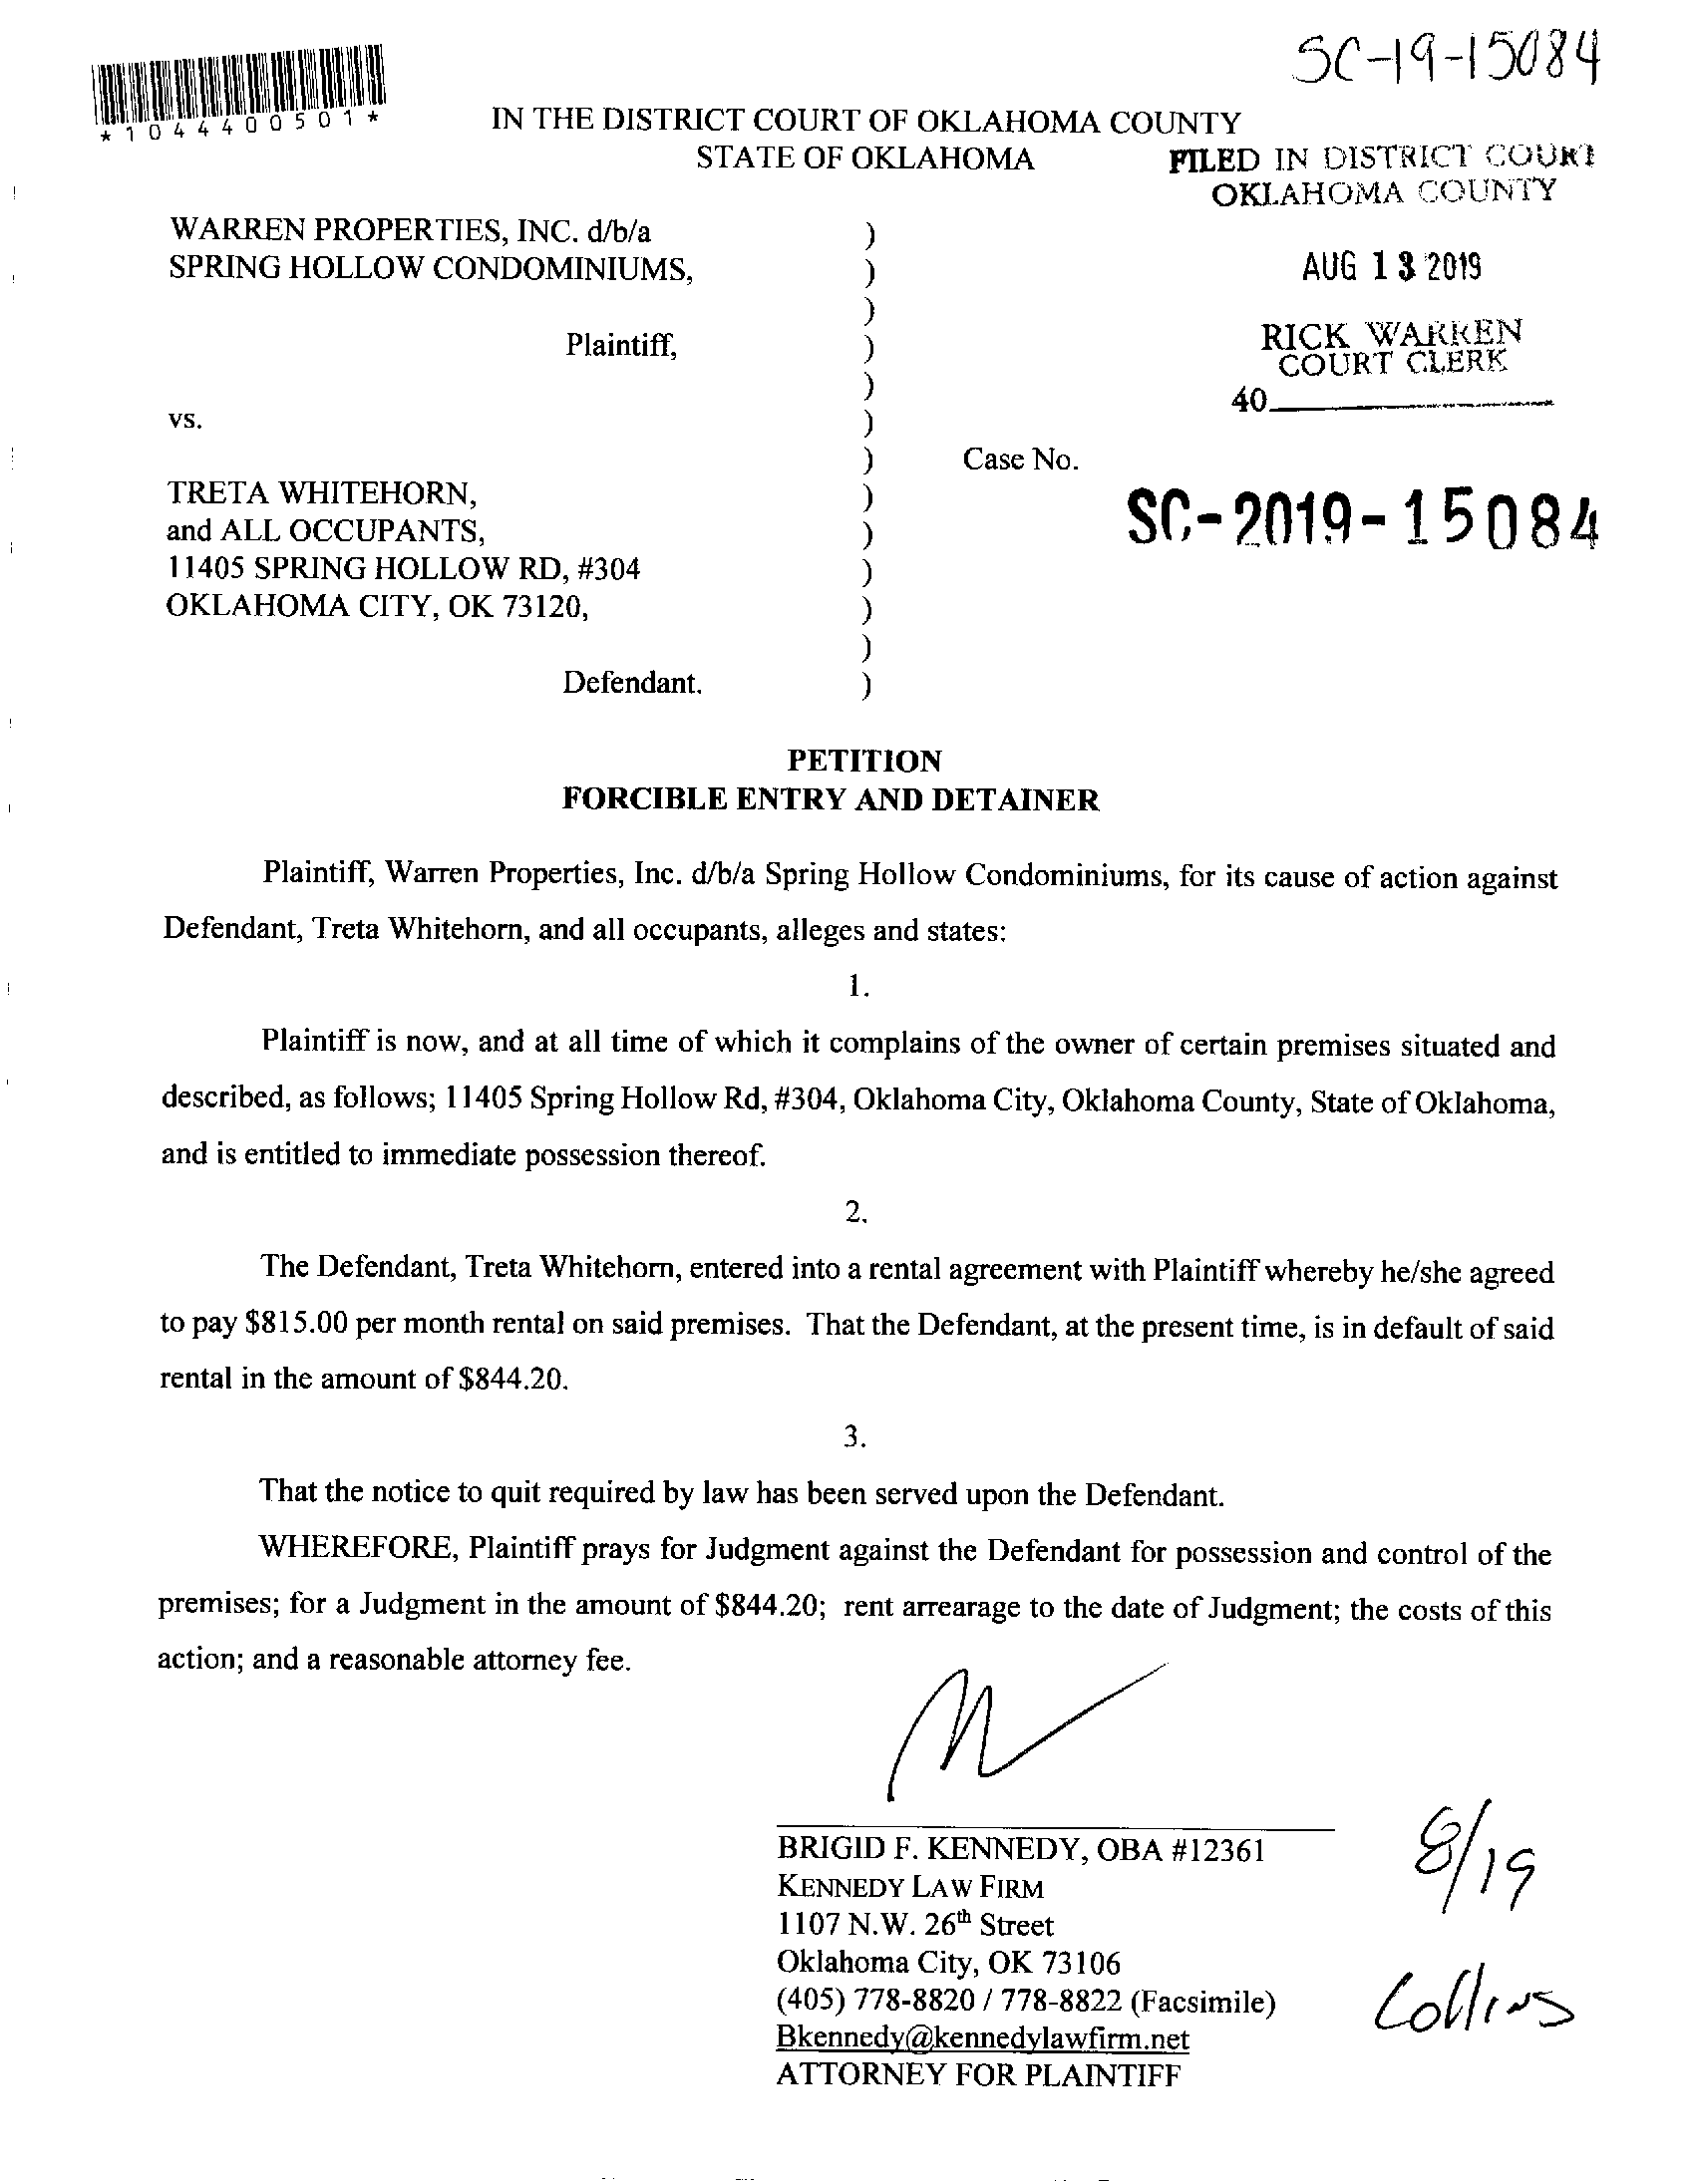 SC-19-15084
*1044400501*
IN THE DISTRICT COURT OF OKLAHOMA COUNTY
STATE OF OKLAHOMA
FILED IN DISTRICT COURT
OKLAHOMA COUNTY
WARREN PROPERTIES, INC. d/b/a )
SPRING HOLLOW CONDOMINIUMS, )
AUG 13 2019
)
Plaintiff, )
RICK WARREN
COURT CLERK
)
40
vs. )
) Case No.
TRETA WHITEHORN, )
SC-2019-15084
and ALL OCCUPANTS, )
11405 SPRING HOLLOW RD, #304 )
OKLAHOMA CITY, OK 73120, )
)
Defendant. )
PETITION
FORCIBLE ENTRY AND DETAINER
Plaintiff, Warren Properties, Inc. d/b/a Spring Hollow Condominiums, for its cause of action against
Defendant, Treta Whitehorn, and all occupants, alleges and states:
1.
Plaintiff is now, and at all time of which it complains of the owner of certain premises situated and
described, as follows; 11405 Spring Hollow Rd, #304, Oklahoma City, Oklahoma County, State of Oklahoma,
and is entitled to immediate possession thereof.
2.
The Defendant, Treta Whitehorn, entered into a rental agreement with Plaintiff whereby he/she agreed
to pay $815.00 per month rental on said premises. That the Defendant, at the present time, is in default of said
rental in the amount of $844.20.
3.
That the notice to quit required by law has been served upon the Defendant.
WHEREFORE, Plaintiff prays for Judgment against the Defendant for possession and control of the
premises; for a Judgment in the amount of $844.20; rent arrearage to the date of Judgment; the costs of this
action; and a reasonable attorney fee.
BRIGID F. KENNEDY, OBA #12361
KENNEDY LAW FIRM
1107 N.W. 26th Street
Oklahoma City, OK 73106
(405) 778-8820 / 778-8822 (Facsimile)
Bkennedy@kennedylawfirm.net
ATTORNEY FOR PLAINTIFF
8/19
Collins